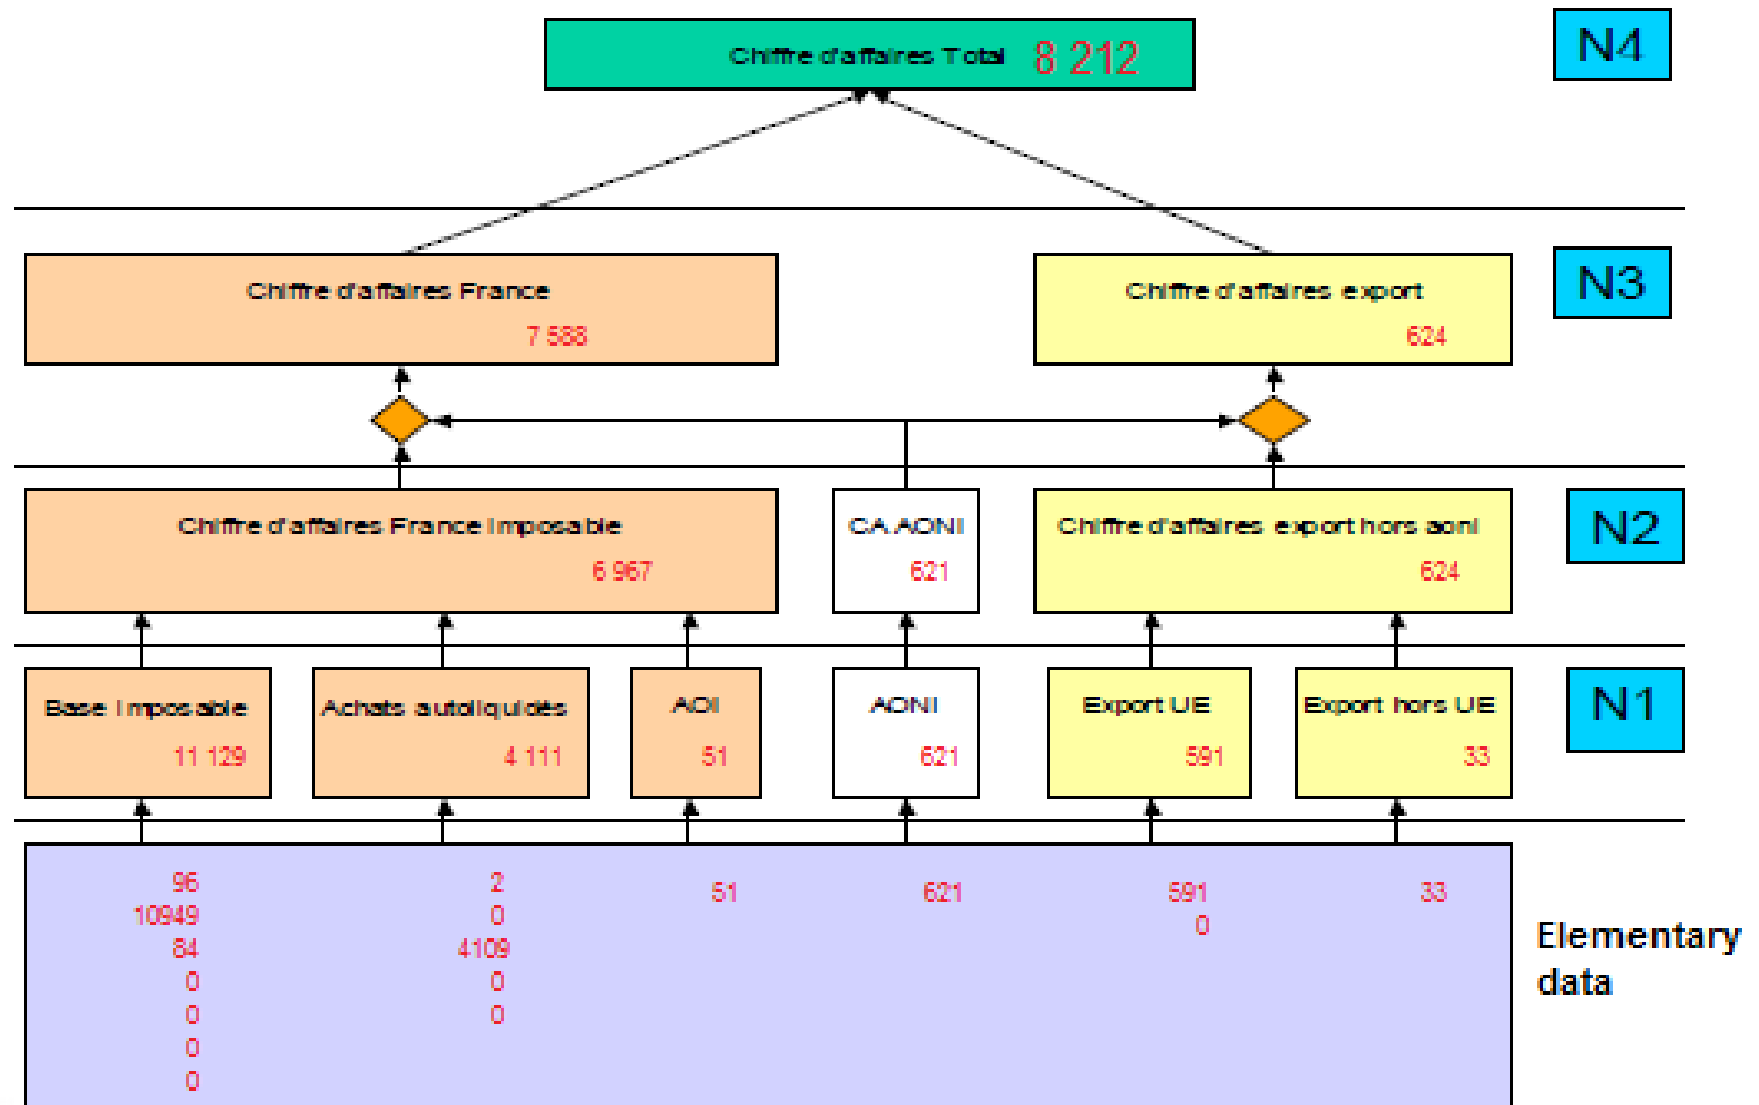 Chiffre d'affaires Total 8 212
N4
Chiffre d'affaires France
7 588
Chiffre d'affaires export
624
N3
Chiffre d'affaires France Imposable
6 967
CA AONI
621
Chiffre d'affaires export hors aoni
624
N2
Base Imposable
11 129
Achats autoliquidés
4 111
AOI
51
AONI
621
Export UE
591
Export hors UE
33
N1
96 2 51 621 591 33
10949 0 0
84 4109
0 0
0 0
0
0
Elementary
data